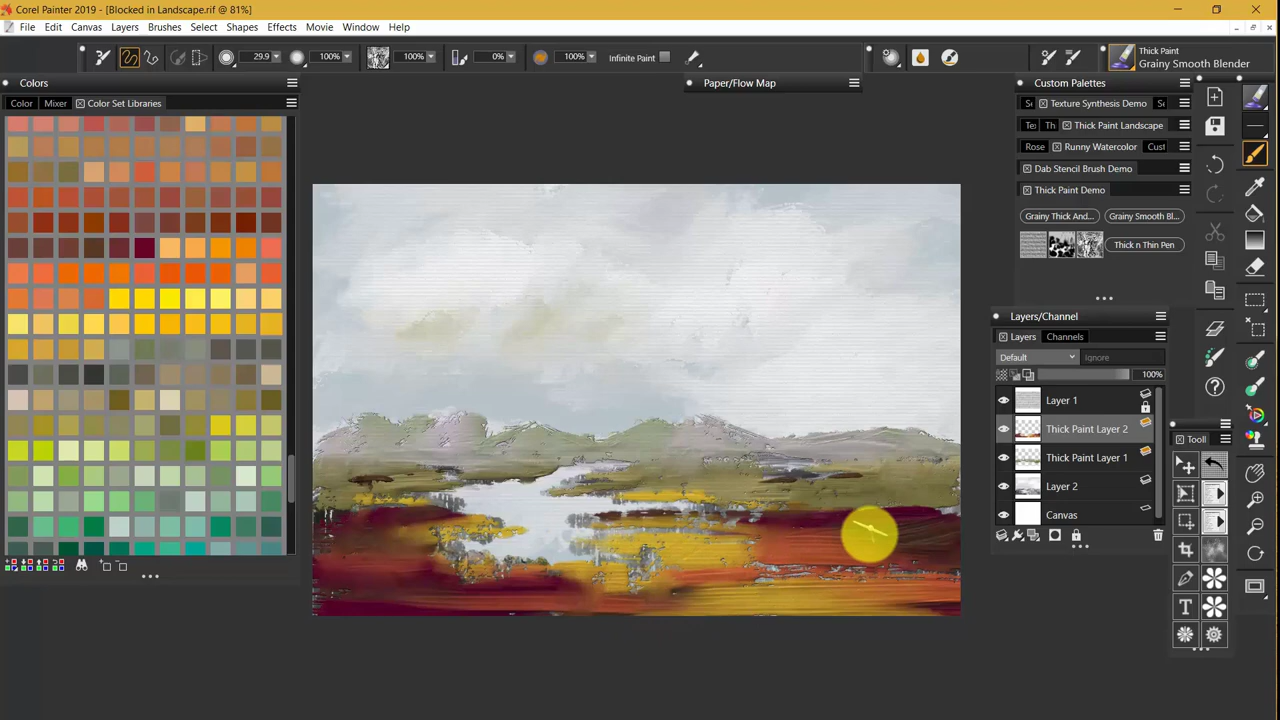 Corel Painter 2019 - [Blocked in Landscape.rif @ 81%]
File Edit Canvas Layers Brushes Select Shapes Effects Movie Window Help
29.9 100% 100% 0% 100% Infinite Paint
Thick Paint
Grainy Smooth Blender
Colors
Color Mixer Color Set Libraries
Paper/Flow Map
Custom Palettes
Texture Synthesis Demo
Th Thick Paint Landscape
Rose Runny Watercolor Cust
Dab Stencil Brush Demo
Thick Paint Demo
Grainy Thick And... Grainy Smooth Bl...
Thick n Thin Pen
Layers/Channel
Layers Channels
Default Ignore
100%
Layer 1
Thick Paint Layer 2
Thick Paint Layer 1
Layer 2
Canvas
Tooll